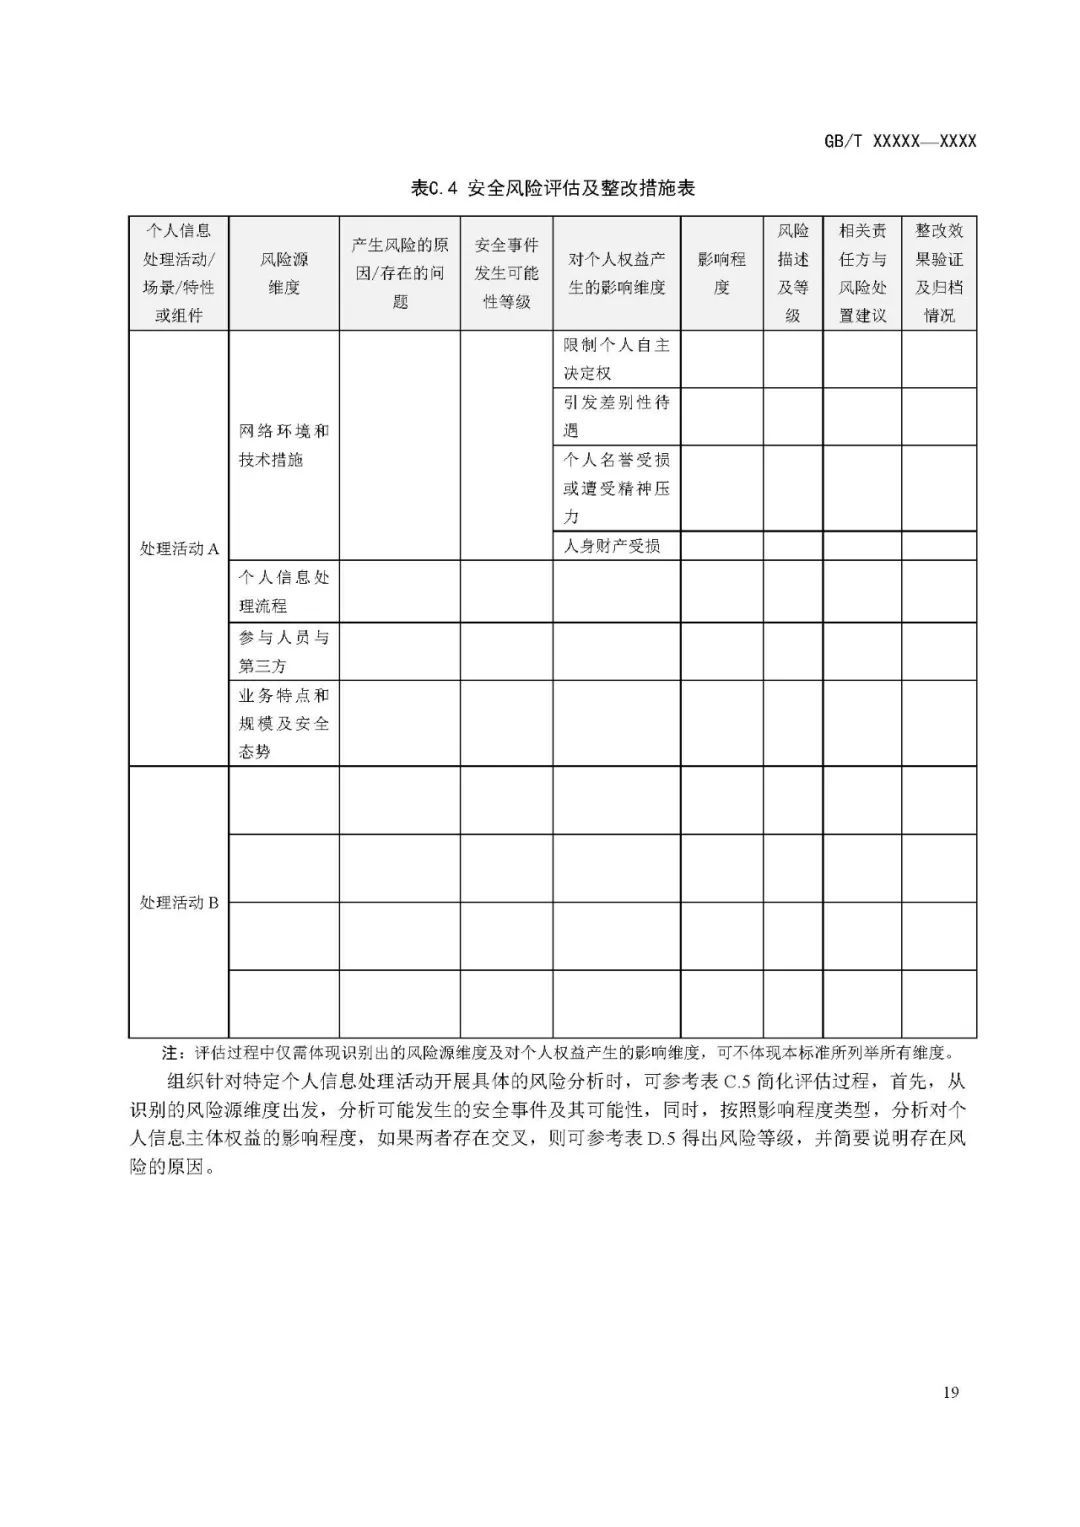 GB/T XXXXX—XXXX
表C.4 安全风险评估及整改措施表
个人信息
处理活动/
场景/特性
或组件
风险源
维度
产生风险的原
因/存在的问
题
安全事件
发生可能
性等级
对个人权益产
生的影响维度
影响程
度
风险
描述
及等
级
相关责
任方与
风险处
置建议
整改效
果验证
及归档
情况
处理活动 A
网络环境和
技术措施
限制个人自主
决定权
引发差别性待
遇
个人名誉受损
或遭受精神压
力
人身财产受损
个人信息处
理流程
参与人员与
第三方
业务特点和
规模及安全
态势
处理活动 B
注：评估过程中仅需体现识别出的风险源维度及对个人权益产生的影响维度，可不体现本标准所列举所有维度。
组织针对特定个人信息处理活动开展具体的风险分析时，可参考表 C.5 简化评估过程，首先，从
识别的风险源维度出发，分析可能发生的安全事件及其可能性，同时，按照影响程度类型，分析对个
人信息主体权益的影响程度，如果两者存在交叉，则可参考表 D.5 得出风险等级，并简要说明存在风
险的原因。
19